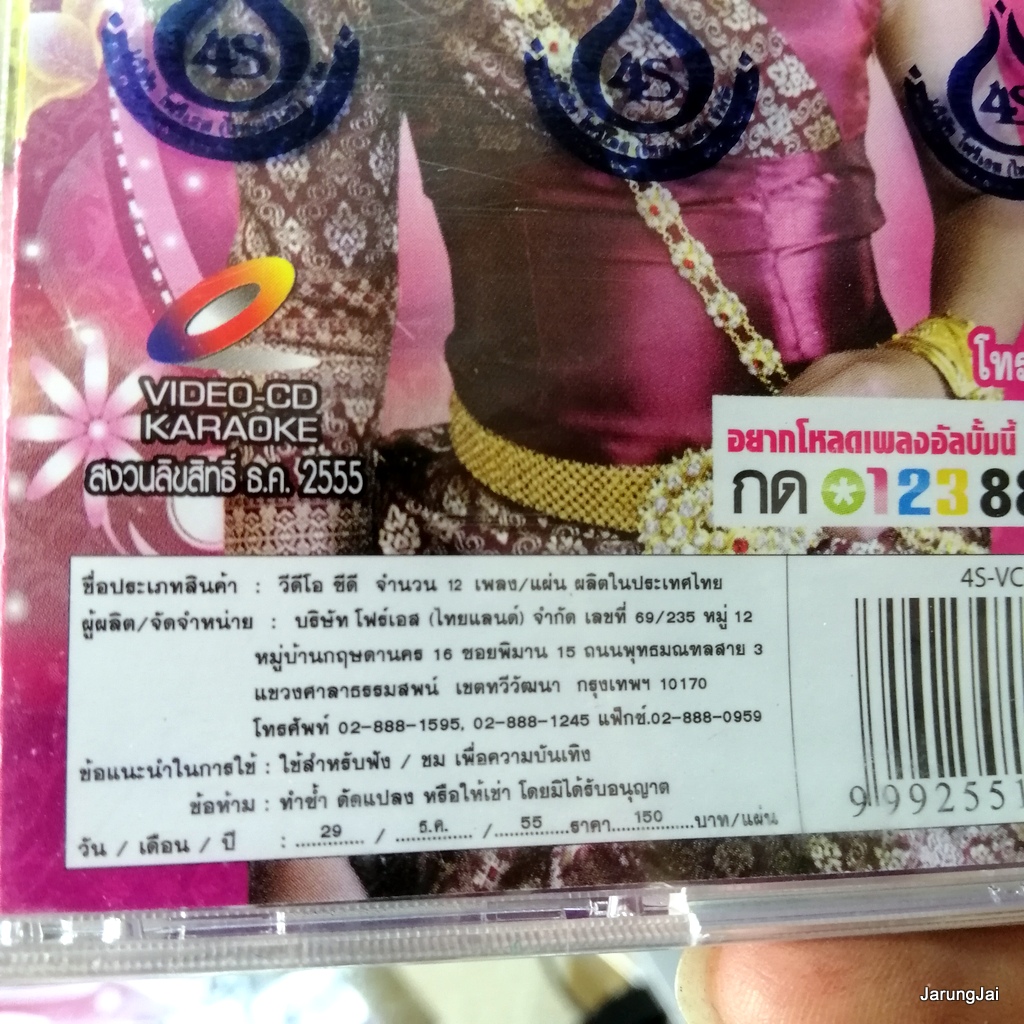 4S
4S
4S
VIDEO-CD
KARAOKE
สงวนลิขสิทธิ์ ธ.ค. 2555
โทร
อยากโหลดเพลงอัลบั้มนี้
กด *123 88
ชื่อประเภทสินค้า : วีดีโอ ซีดี จำนวน 12 เพลง/แผ่น ผลิตในประเทศไทย
ผู้ผลิต/จัดจำหน่าย : บริษัท โฟร์เอส (ไทยแลนด์) จำกัด เลขที่ 69/235 หมู่ 12
หมู่บ้านกฤษดานคร 16 ซอยพิมาน 15 ถนนพุทธมณฑลสาย 3
แขวงศาลาธรรมสพน์ เขตทวีวัฒนา กรุงเทพฯ 10170
โทรศัพท์ 02-888-1595, 02-888-1245 แฟ็กซ์.02-888-0959
ข้อแนะนำในการใช้ : ใช้สำหรับฟัง / ชม เพื่อความบันเทิง
ข้อห้าม : ทำซ้ำ ดัดแปลง หรือให้เช่า โดยมิได้รับอนุญาต
วัน / เดือน / ปี : ......29...... / ......ธ.ค...... / ......55......ราคา......150......บาท/แผ่น
4S-VC
9 992551
JarungJai